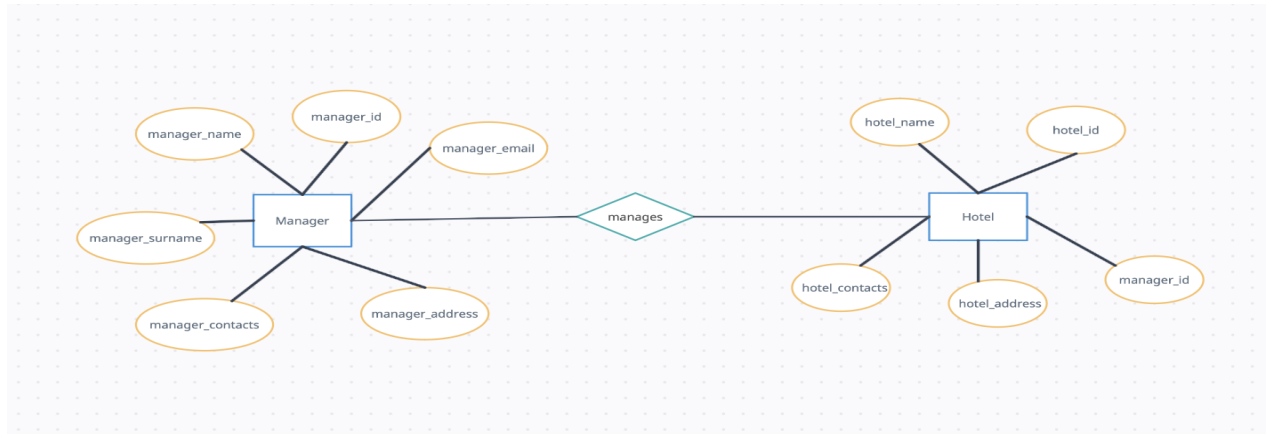 manager_name
manager_id
manager_email
manager_surname
Manager
manager_contacts
manager_address
manages
hotel_name
hotel_id
Hotel
hotel_contacts
hotel_address
manager_id